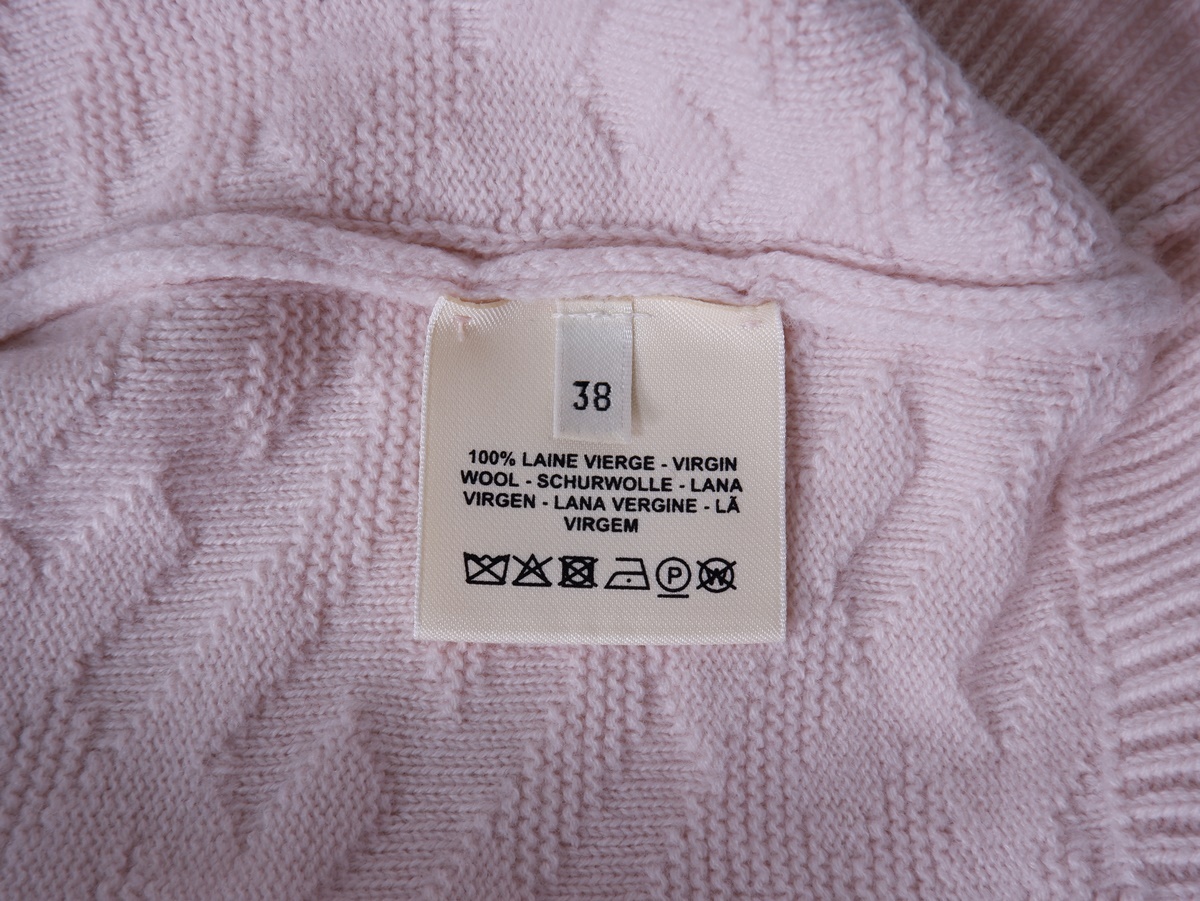 38
100% LAINE VIERGE - VIRGIN
WOOL - SCHURWOLLE - LANA
VIRGEN - LANA VERGINE - LÃ
VIRGEM
P W